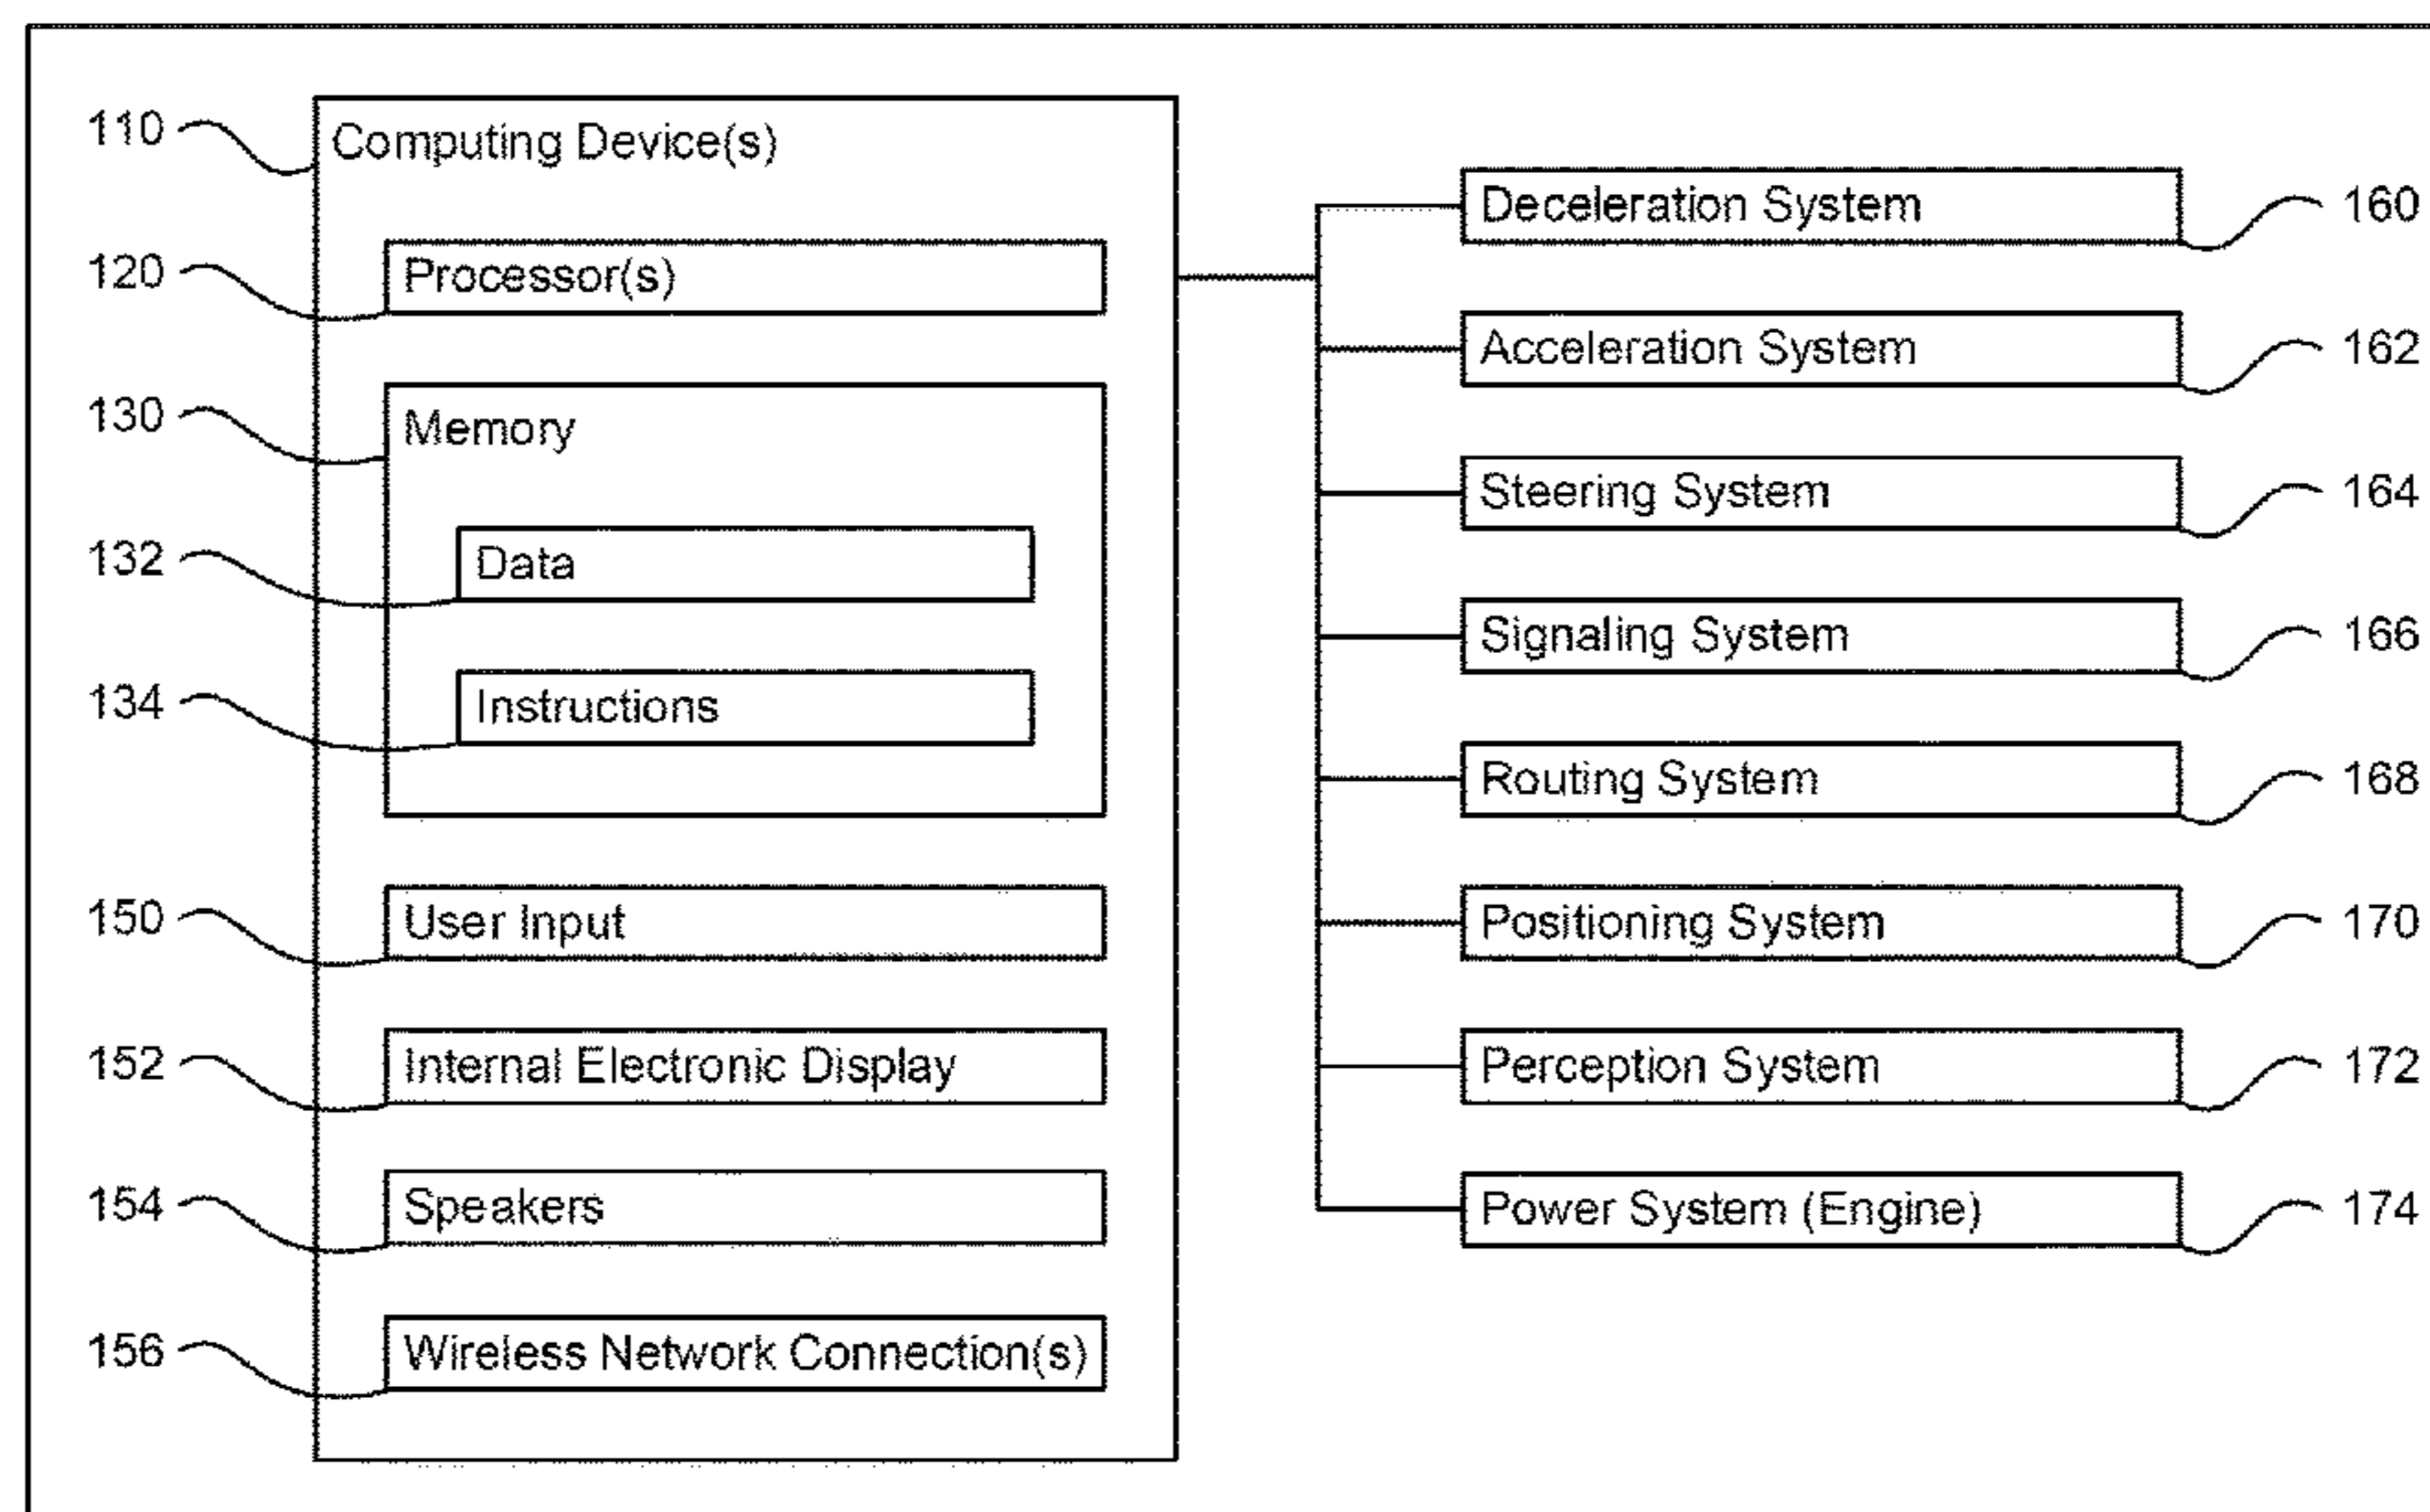 110 Computing Device(s)
120 Processor(s)
130 Memory
132 Data
134 Instructions
150 User Input
152 Internal Electronic Display
154 Speakers
156 Wireless Network Connection(s)
Deceleration System 160
Acceleration System 162
Steering System 164
Signaling System 166
Routing System 168
Positioning System 170
Perception System 172
Power System (Engine) 174